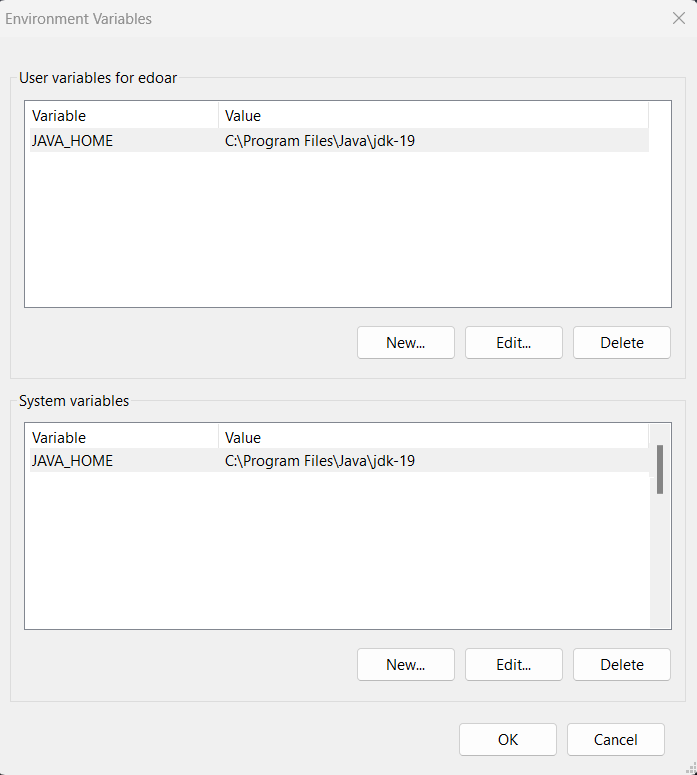 Environment Variables
User variables for edoar
Variable Value
JAVA_HOME C:\Program Files\Java\jdk-19
New... Edit... Delete
System variables
Variable Value
JAVA_HOME C:\Program Files\Java\jdk-19
New... Edit... Delete
OK Cancel